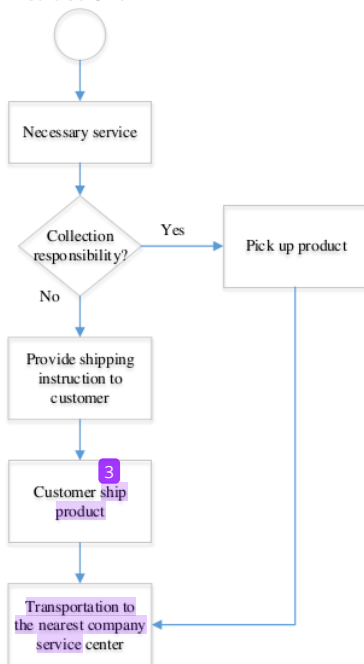 Necessary service
Collection
responsibility?
Yes
Pick up product
No
Provide shipping
instruction to
customer
3
Customer ship
product
Transportation to
the nearest company
service center